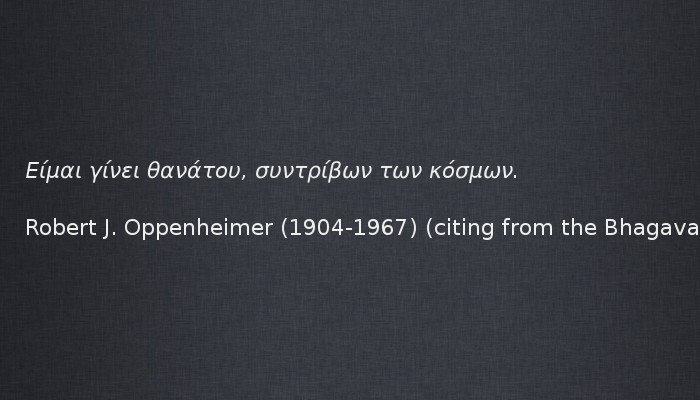 Είμαι γίνει θανάτου, συντρίβων των κόσμων.
Robert J. Oppenheimer (1904-1967) (citing from the Bhagava